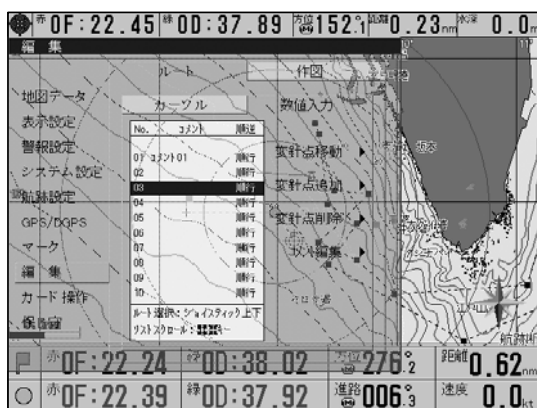 赤 0F:22.45 緑 0D:37.89 方位 152.1° 距離 0.23nm 水深 0.0m
編 集
ルート 作図
地図データ
表示設定
警報設定
システム設定
航跡設定
GPS/DGPS
マーク
編 集
カード操作
カーソル
No. コメント 順逆
01 コメント01 順行
02 順行
03 順行
04 順行
05 順行
06 順行
07 順行
08 順行
09 順行
10 順行
ルート選択：ジョイスティック上下
リストスクロール：
数値入力
変針点移動
変針点追加
変針点削除
コメント編集
航跡断
赤 0F:22.24 緑 0D:38.02 方位 276.2° 距離 0.62nm
赤 0F:22.39 緑 0D:37.92 進路 006.3° 速度 0.0kt